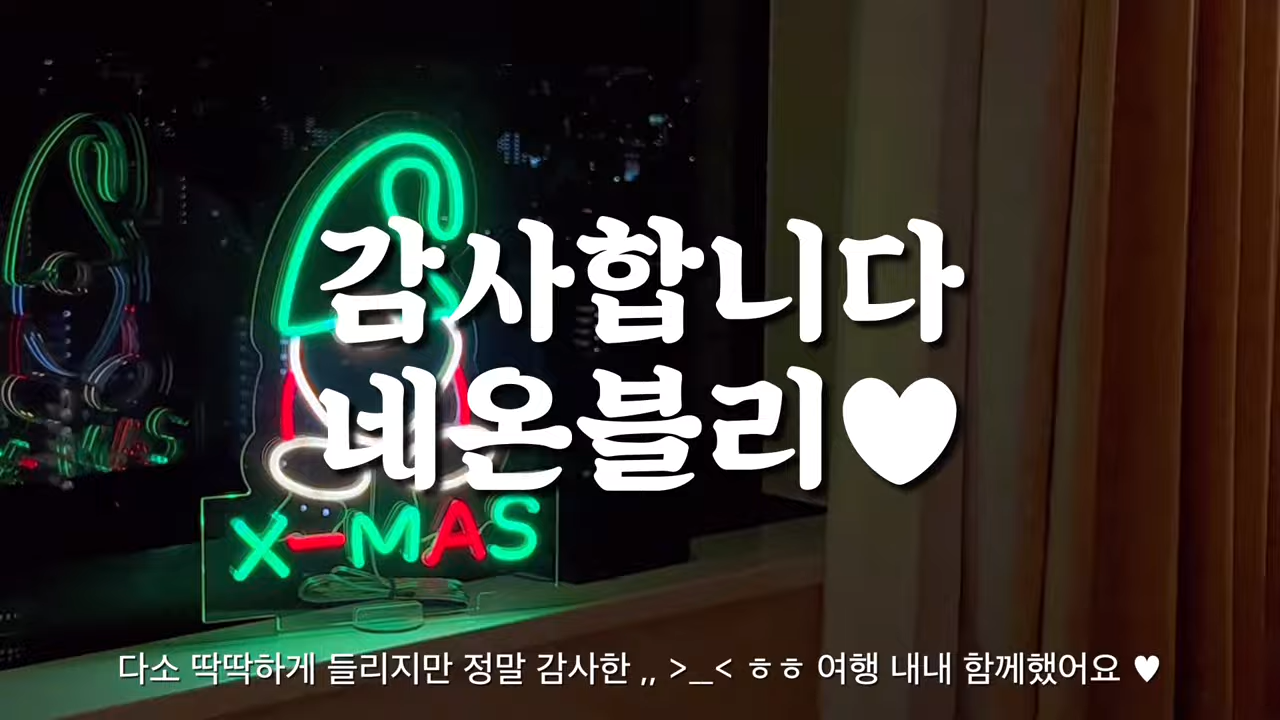 감사합니다
네온블리♥
X-MAS
다소 딱딱하게 들리지만 정말 감사한 ,, >_< ㅎㅎ 여행 내내 함께했어요 ♥